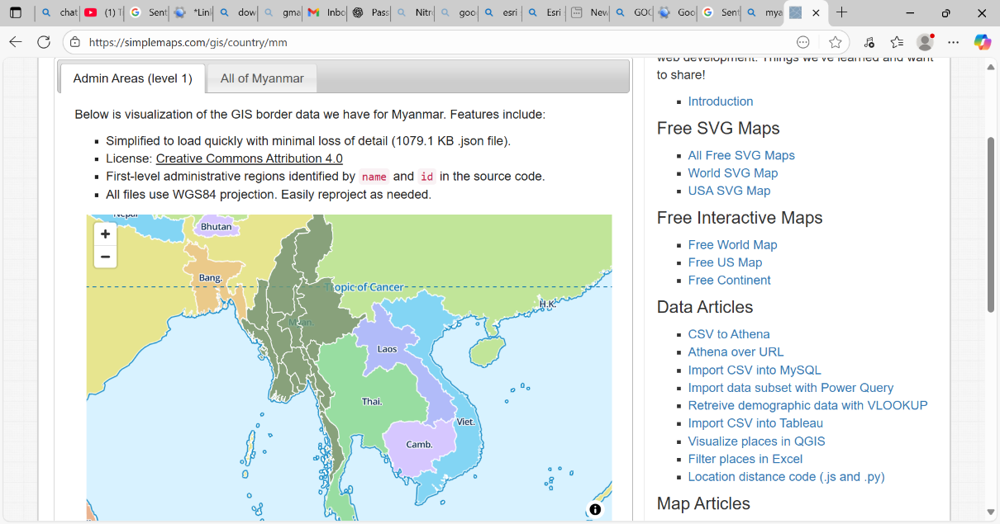 chat
(1) T
Sent
*Link
dow
gma
Inbo
Pass
Nitro
goo
esri
Esri
New
GOO
Goo
Sent
mya
https://simplemaps.com/gis/country/mm
Admin Areas (level 1)
All of Myanmar
Below is visualization of the GIS border data we have for Myanmar. Features include:
Simplified to load quickly with minimal loss of detail (1079.1 KB .json file).
License: Creative Commons Attribution 4.0
First-level administrative regions identified by name and id in the source code.
All files use WGS84 projection. Easily reproject as needed.
+
−
Nepal
Bhutan
Bang.
Tropic of Cancer
H.K.
Myan.
Laos
Thai.
Viet.
Camb.
web development. Things we've learned and want
to share!
Introduction
Free SVG Maps
All Free SVG Maps
World SVG Map
USA SVG Map
Free Interactive Maps
Free World Map
Free US Map
Free Continent
Data Articles
CSV to Athena
Athena over URL
Import CSV into MySQL
Import data subset with Power Query
Retreive demographic data with VLOOKUP
Import CSV into Tableau
Visualize places in QGIS
Filter places in Excel
Location distance code (.js and .py)
Map Articles